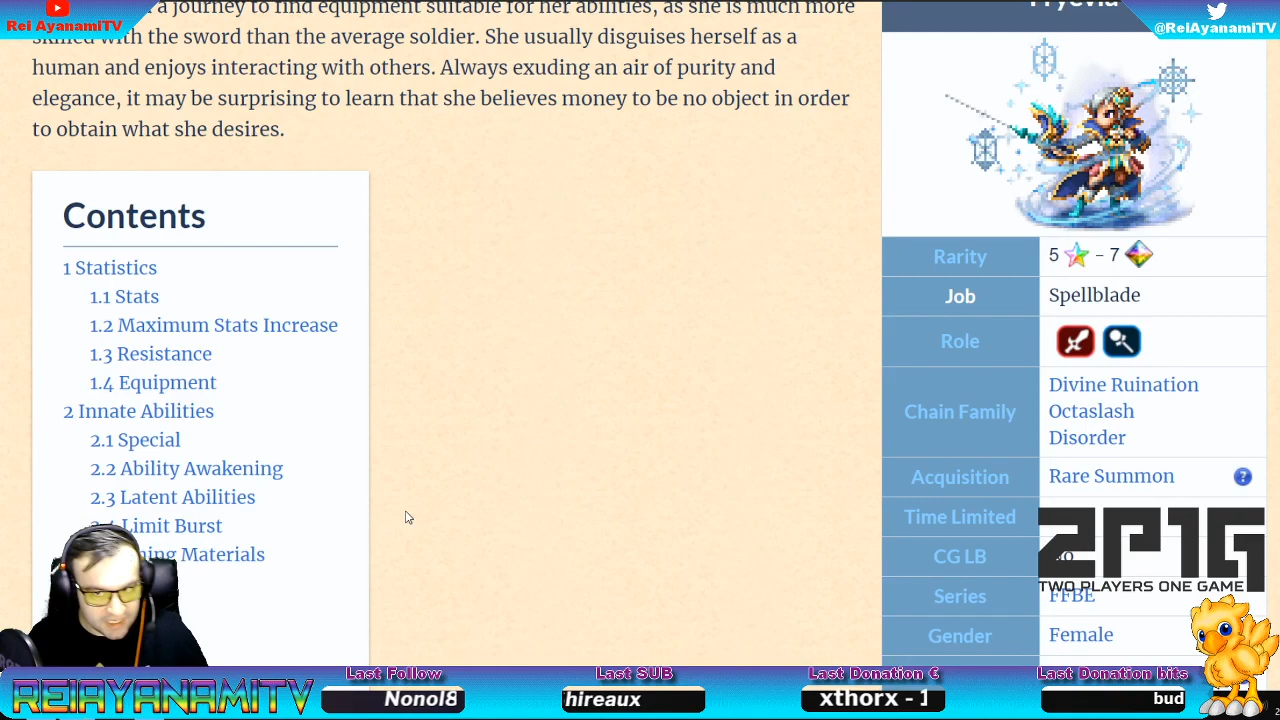 Rei AyanamiTV
a journey to find equipment suitable for her abilities, as she is much more
skilled with the sword than the average soldier. She usually disguises herself as a
human and enjoys interacting with others. Always exuding an air of purity and
elegance, it may be surprising to learn that she believes money to be no object in order
to obtain what she desires.
Contents
1 Statistics
1.1 Stats
1.2 Maximum Stats Increase
1.3 Resistance
1.4 Equipment
2 Innate Abilities
2.1 Special
2.2 Ability Awakening
2.3 Latent Abilities
Limit Burst
Materials
@ReiAyanamiTV
Fryevia
Rarity 5 – 7
Job Spellblade
Role
Chain Family Divine Ruination
Octaslash
Disorder
Acquisition Rare Summon ?
Time Limited
CG LB No
Series FFBE
Gender Female
2P1G
TWO PLAYERS ONE GAME
REIAYANAMITV
Last Follow
Nonol8
Last SUB
hireaux
Last Donation €
xthorx - 1
Last Donation bits
bud